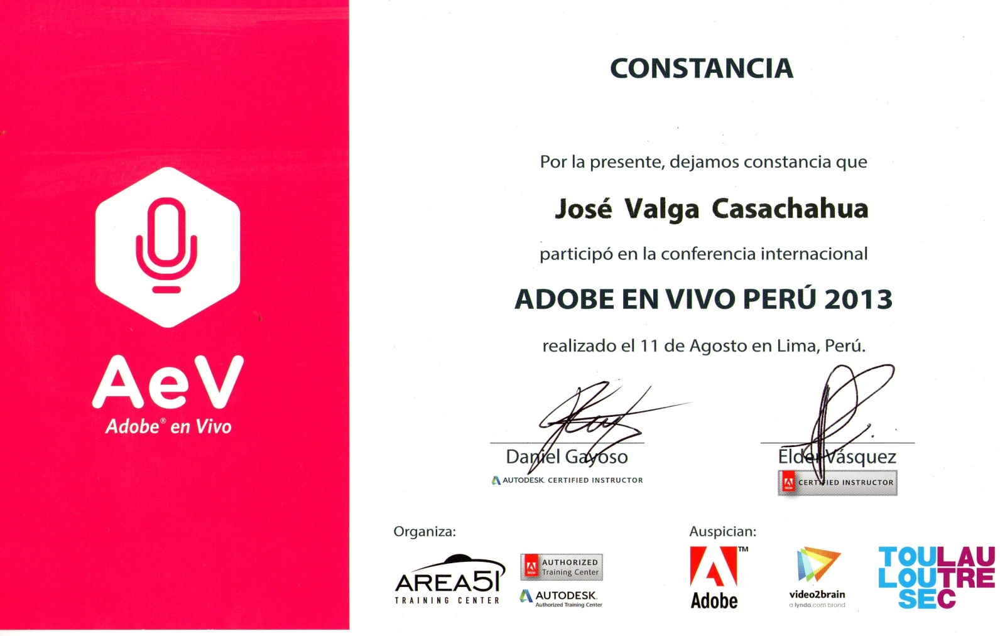 AeV
Adobe® en Vivo
CONSTANCIA
Por la presente, dejamos constancia que
José Valga Casachahua
participó en la conferencia internacional
ADOBE EN VIVO PERÚ 2013
realizado el 11 de Agosto en Lima, Perú.
Daniel Gayoso
AUTODESK. CERTIFIED INSTRUCTOR
Elder Vásquez
Adobe CERTIFIED INSTRUCTOR
Organiza:
AREA51
TRAINING CENTER
Adobe AUTHORIZED
Training Center
AUTODESK.
Authorized Training Center
Auspician:
Adobe™
video2brain
a lynda.com brand
TOULAU
LOUTRE
SEC